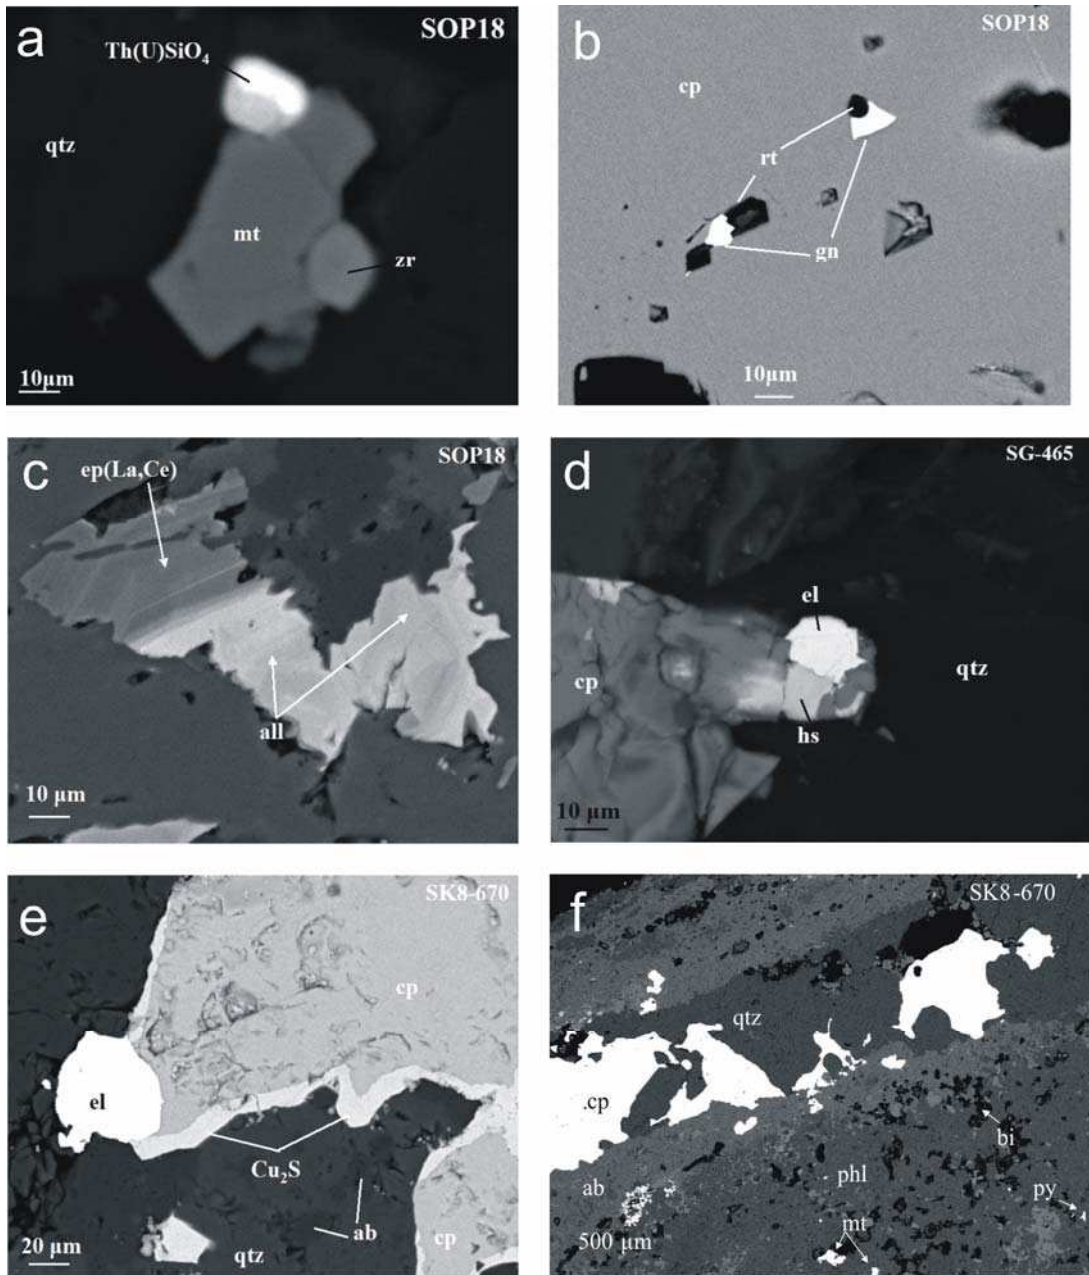 a
SOP18
Th(U)SiO₄
qtz
mt
zr
10μm
b
SOP18
cp
rt
gn
10μm
c
SOP18
ep(La,Ce)
all
10 μm
d
SG-465
el
qtz
cp
hs
10 μm
e
SK8-670
cp
el
Cu₂S
ab
qtz
cp
20 μm
f
SK8-670
qtz
.cp
bi
ab
phl
py
mt
500 μm